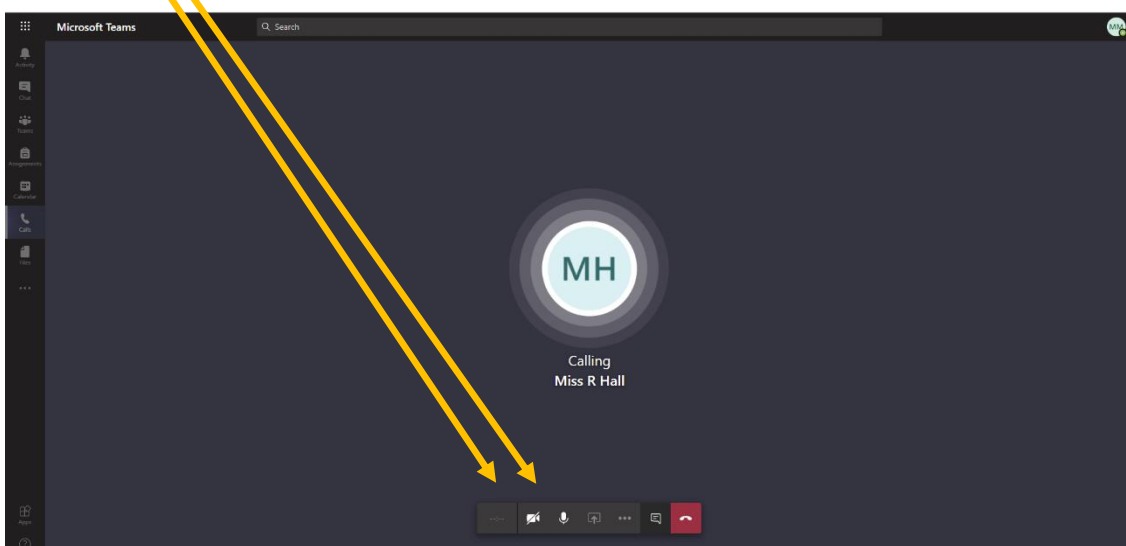 Microsoft Teams
Search
MM
Activity
Chat
Teams
Assignments
Calendar
Calls
Files
MH
Calling
Miss R Hall
--:--
Apps